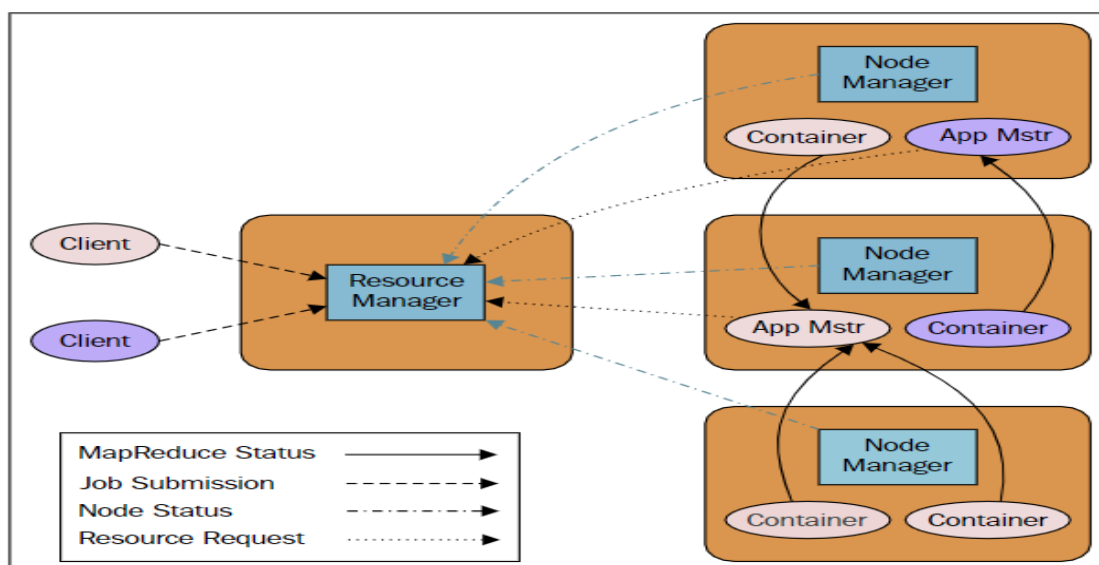 Node
Manager
Container
App Mstr
Client
Resource
Manager
Client
Node
Manager
App Mstr
Container
Node
Manager
Container
Container
MapReduce Status
Job Submission
Node Status
Resource Request